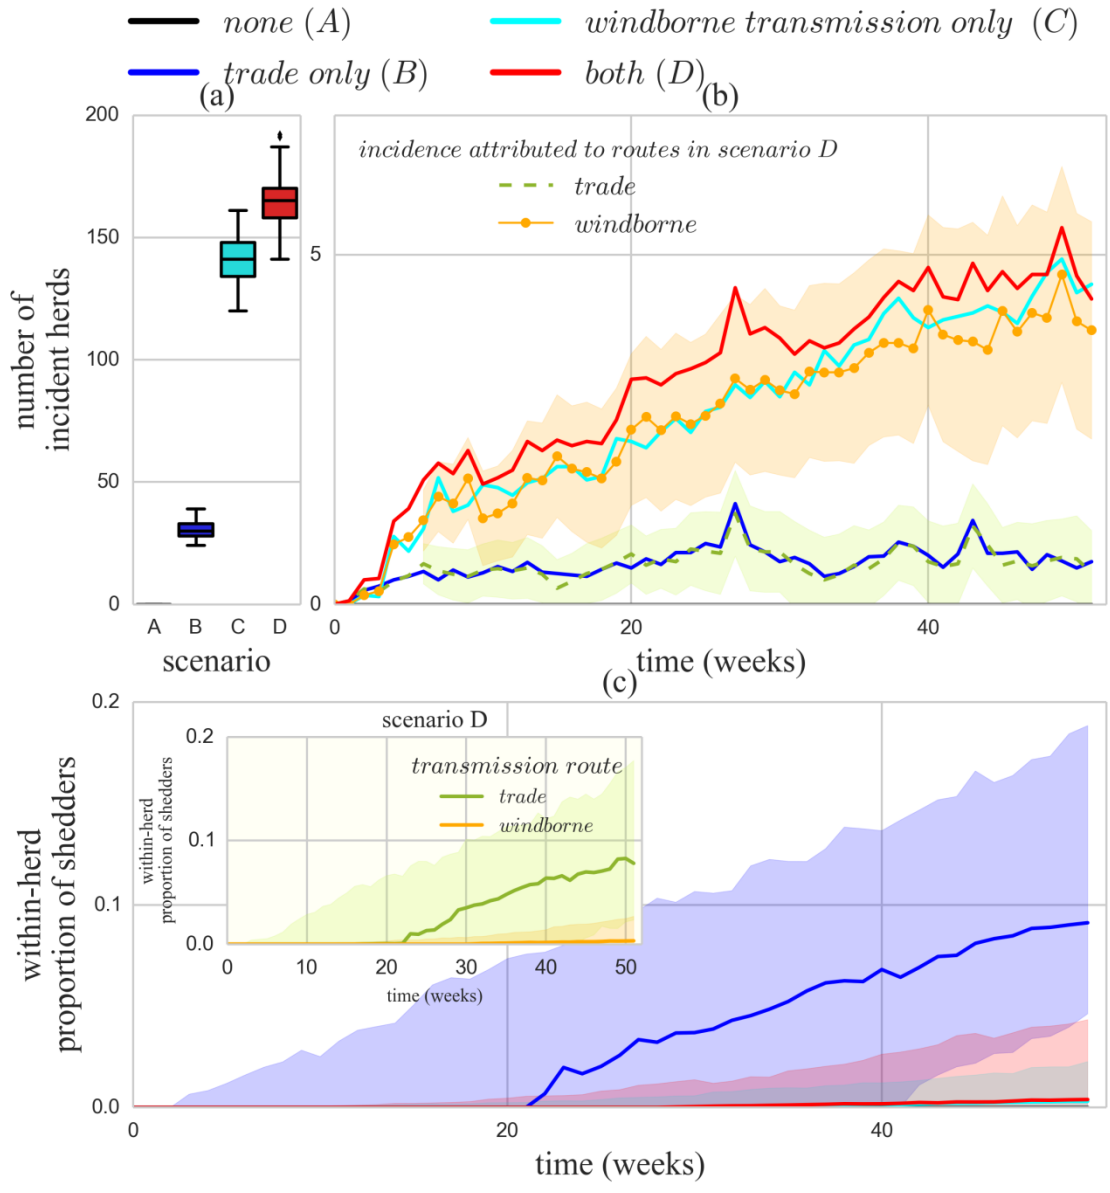 none (A)
windborne transmission only (C)
trade only (B)
both (D)
(a)
(b)
200
150
100
50
0
number of
incident herds
A B C D
scenario
incidence attributed to routes in scenario D
trade
windborne
5
0
0 20 40
time (weeks)
(c)
0.2
0.1
0.0
within-herd
proportion of shedders
scenario D
0.2
0.1
0.0
within-herd
proportion of shedders
transmission route
trade
windborne
0 10 20 30 40 50
time (weeks)
0 20 40
time (weeks)